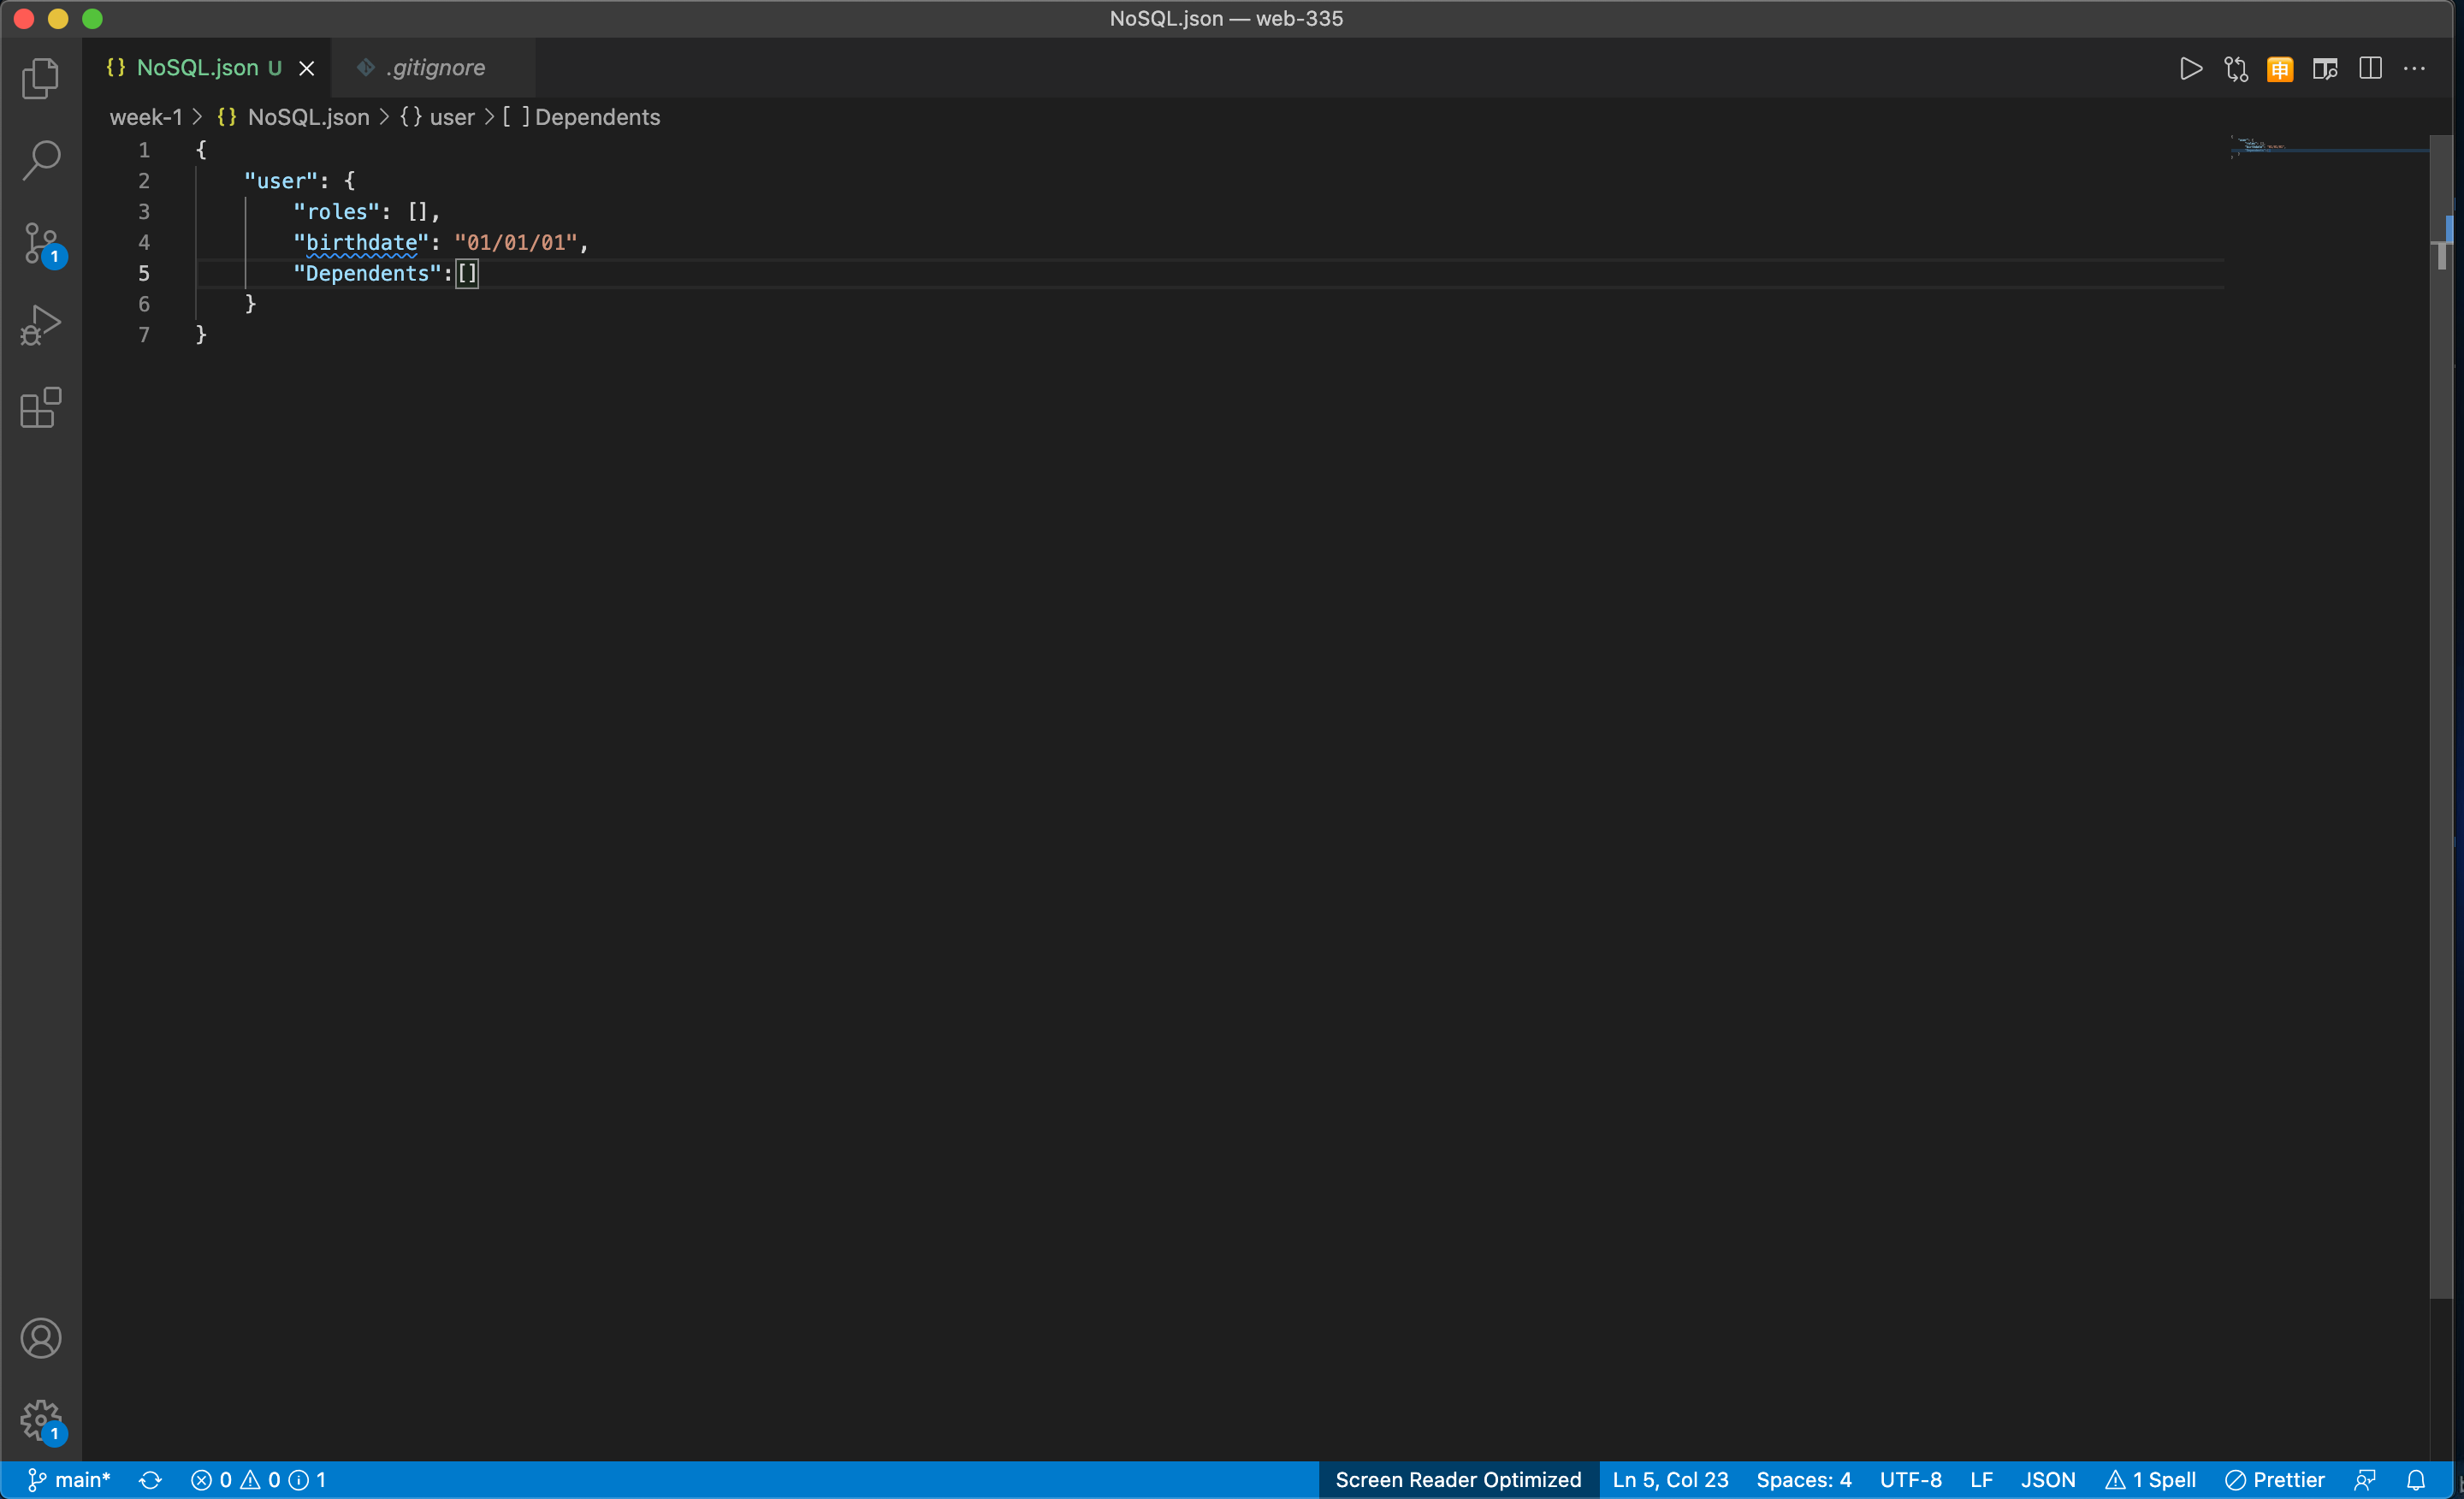 NoSQL.json — web-335
{} NoSQL.json U .gitignore
week-1 > {} NoSQL.json > {} user > [ ] Dependents
1 {
2     "user": {
3         "roles": [],
4         "birthdate": "01/01/01",
5         "Dependents":[]
6     }
7 }
申
1
1
main* 0 0 1 Screen Reader Optimized Ln 5, Col 23 Spaces: 4 UTF-8 LF JSON 1 Spell Prettier